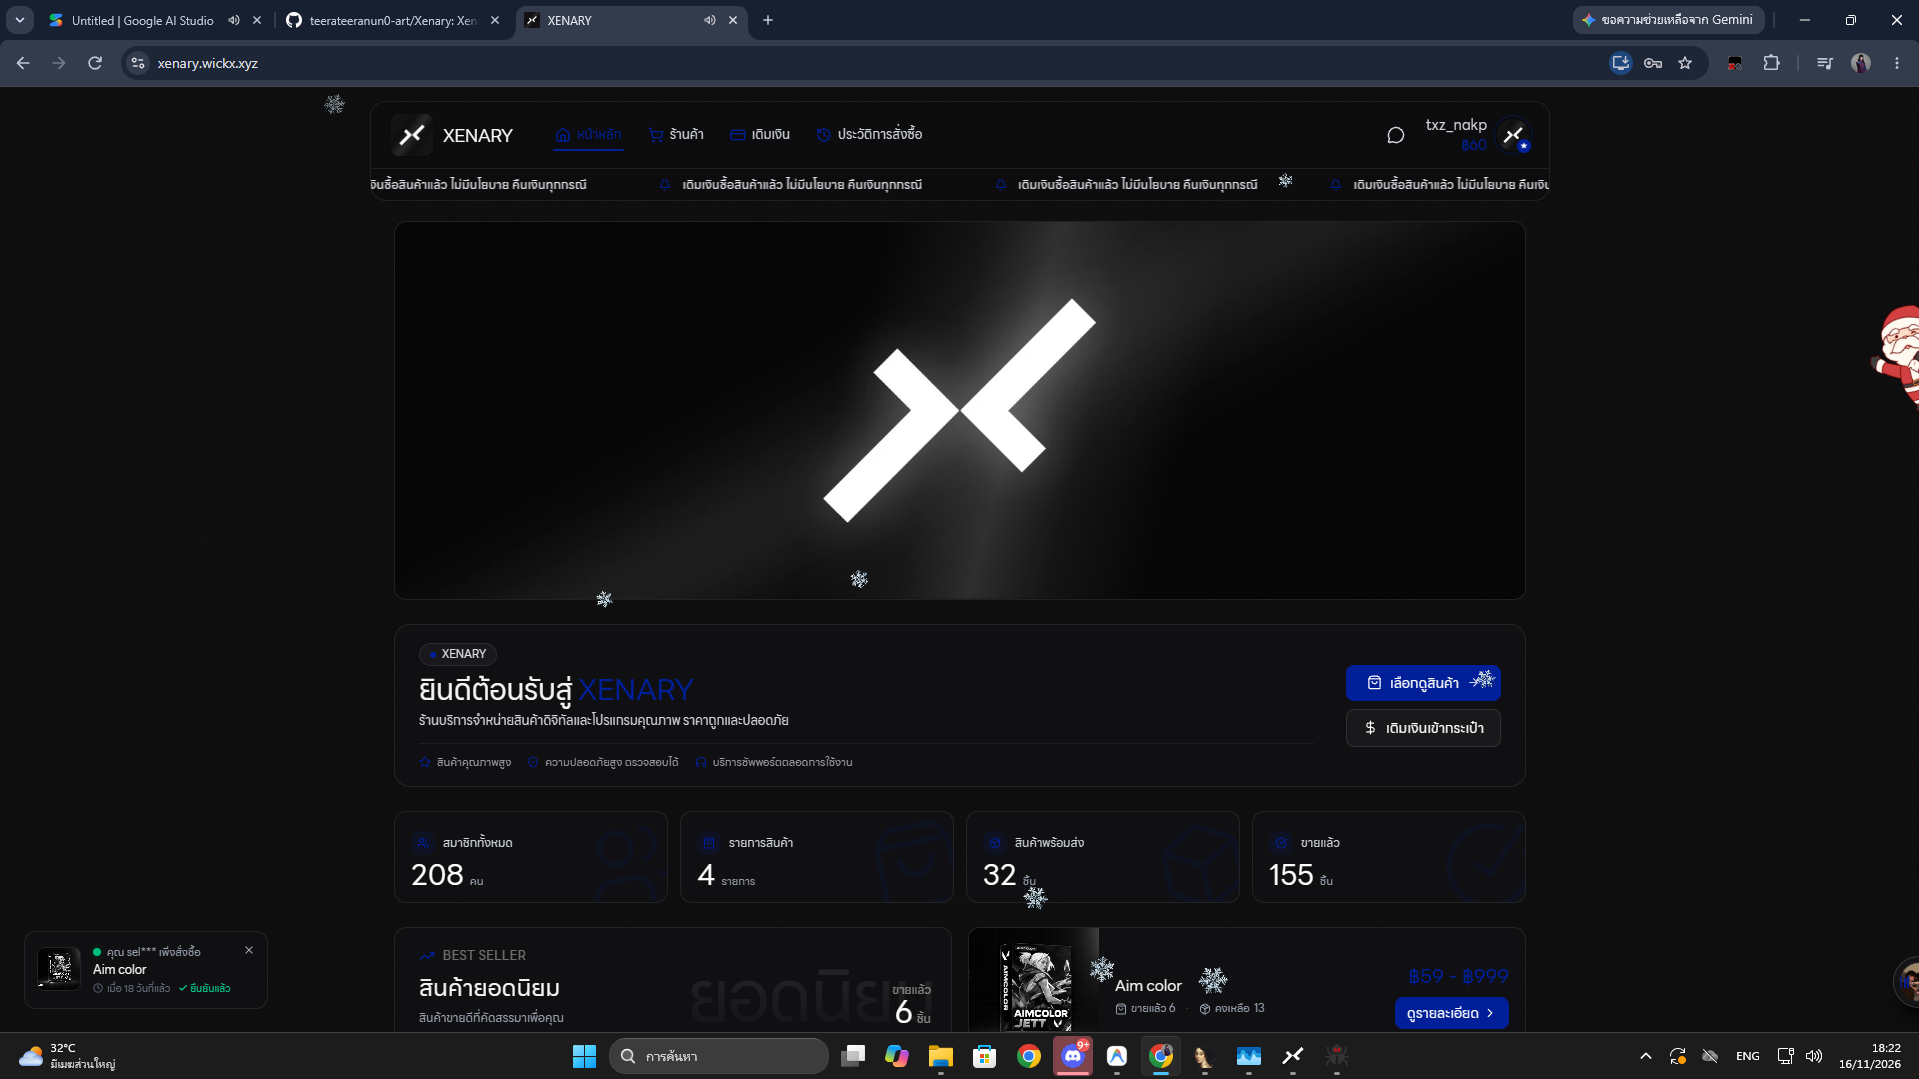 Untitled | Google AI Studio
teerateeranun0-art/Xenary: Xen
XENARY
ขอความช่วยเหลือจาก Gemini
xenary.wickx.xyz
XENARY
หน้าหลัก
ร้านค้า
เติมเงิน
ประวัติการสั่งซื้อ
txz_nakp
฿60
เงินซื้อสินค้าแล้ว ไม่มีนโยบาย คืนเงินทุกกรณี
เติมเงินซื้อสินค้าแล้ว ไม่มีนโยบาย คืนเงินทุกกรณี
เติมเงินซื้อสินค้าแล้ว ไม่มีนโยบาย คืนเงินทุกกรณี
เติมเงินซื้อสินค้าแล้ว ไม่มีนโยบาย คืนเงิ
XENARY
ยินดีต้อนรับสู่ XENARY
ร้านบริการจำหน่ายสินค้าดิจิทัลและโปรแกรมคุณภาพ ราคาถูกและปลอดภัย
สินค้าคุณภาพสูง
ความปลอดภัยสูง ตรวจสอบได้
บริการซัพพอร์ตตลอดการใช้งาน
เลือกดูสินค้า
เติมเงินเข้ากระเป๋า
สมาชิกทั้งหมด
208 คน
รายการสินค้า
4 รายการ
สินค้าพร้อมส่ง
32 ชิ้น
ขายแล้ว
155 ชิ้น
BEST SELLER
สินค้ายอดนิยม
สินค้าขายดีที่คัดสรรมาเพื่อคุณ
ยอดนิยม
ขายแล้ว
6 ชิ้น
AIMCOLOR
AIMCOLOR
JETT
Aim color
ขายแล้ว 6
คงเหลือ 13
฿59 - ฿999
ดูรายละเอียด
คุณ sel*** เพิ่งสั่งซื้อ
Aim color
เมื่อ 18 วันที่แล้ว
ยืนยันแล้ว
32°C
มีเมฆส่วนใหญ่
การค้นหา
9+
ENG
18:22
16/11/2026